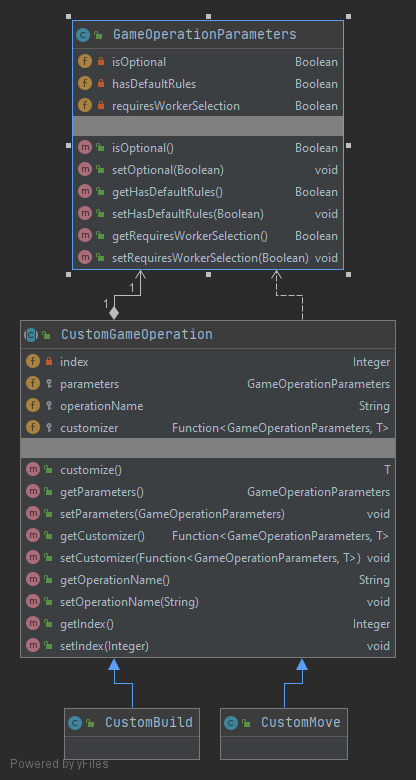 GameOperationParameters
isOptional Boolean
hasDefaultRules Boolean
requiresWorkerSelection Boolean
isOptional() Boolean
setOptional(Boolean) void
getHasDefaultRules() Boolean
setHasDefaultRules(Boolean) void
getRequiresWorkerSelection() Boolean
setRequiresWorkerSelection(Boolean) void
1
1
CustomGameOperation
index Integer
parameters GameOperationParameters
operationName String
customizer Function<GameOperationParameters, T>
customize() T
getParameters() GameOperationParameters
setParameters(GameOperationParameters) void
getCustomizer() Function<GameOperationParameters, T>
setCustomizer(Function<GameOperationParameters, T>) void
getOperationName() String
setOperationName(String) void
getIndex() Integer
setIndex(Integer) void
CustomBuild
CustomMove
Powered by yFiles